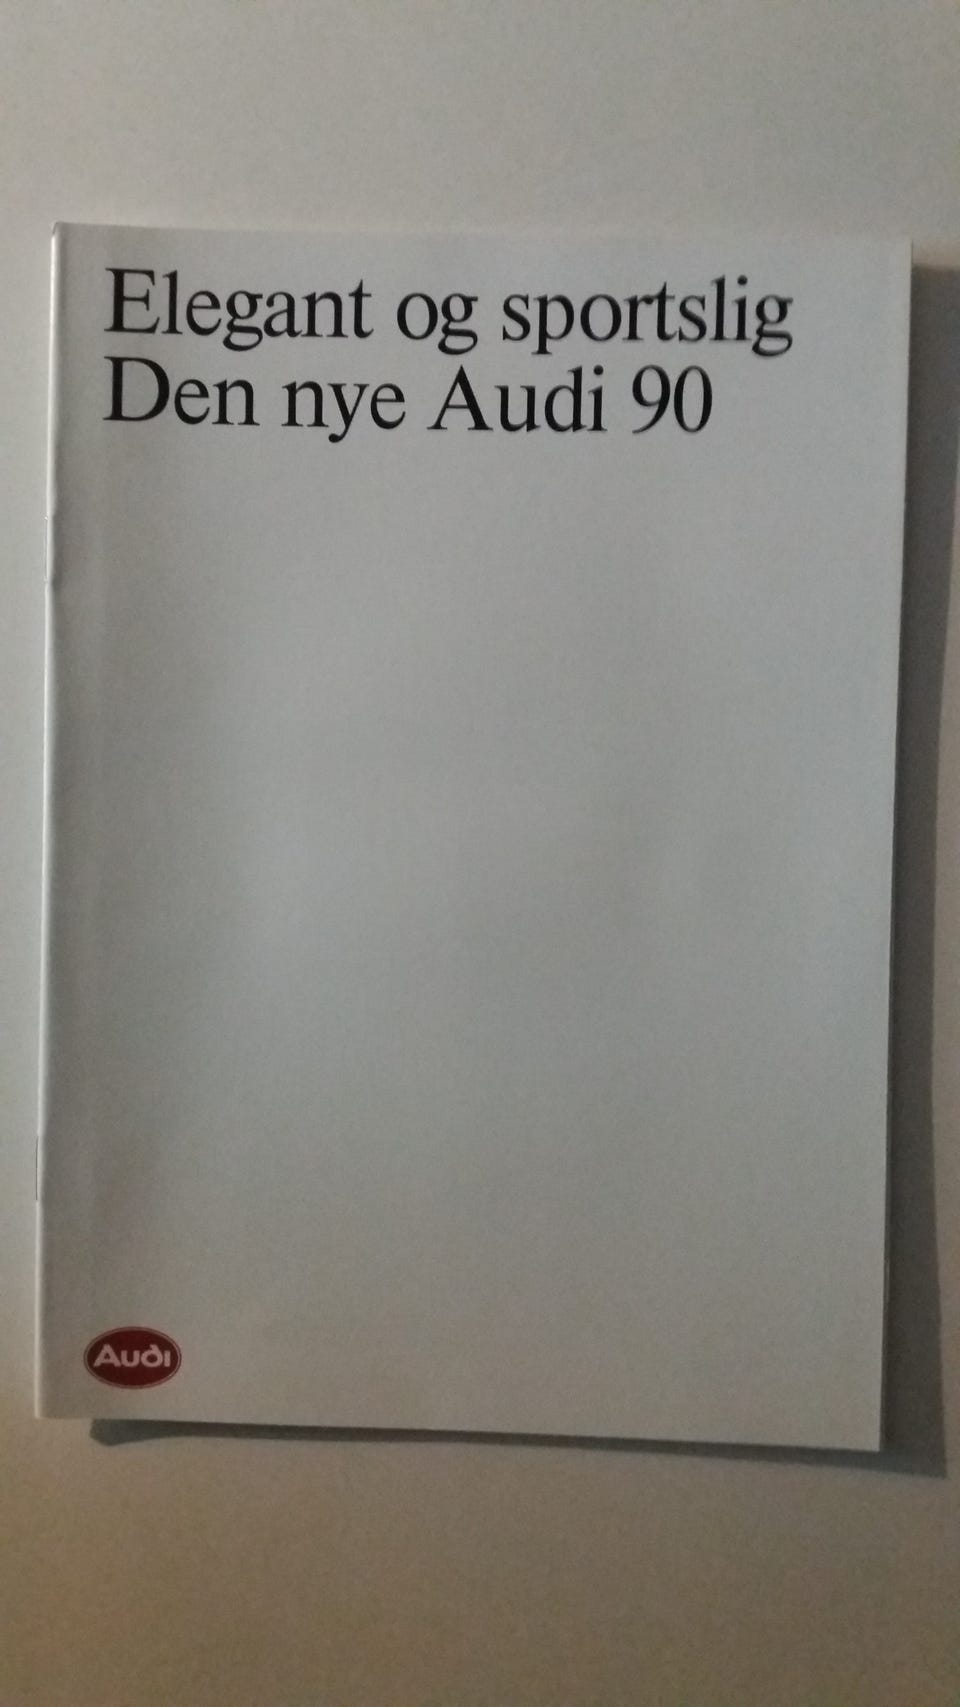 Elegant og sportslig
Den nye Audi 90
Audi